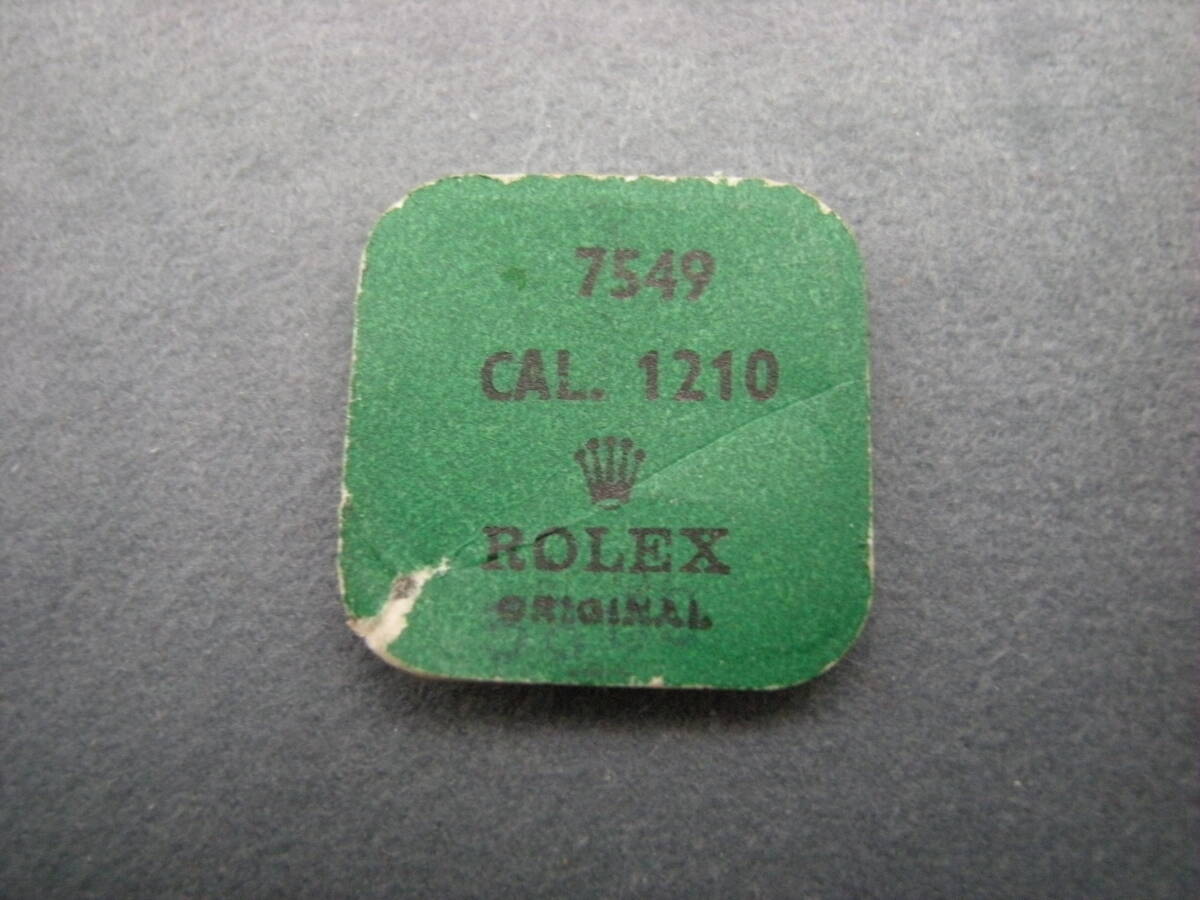 7549
CAL. 1210
ROLEX
ORIGINAL